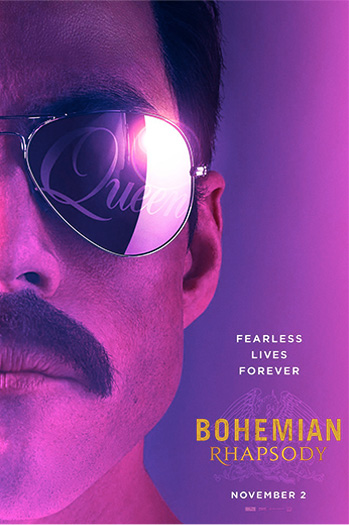 Queen
FEARLESS
LIVES
FOREVER
BOHEMIAN
RHAPSODY
NOVEMBER 2